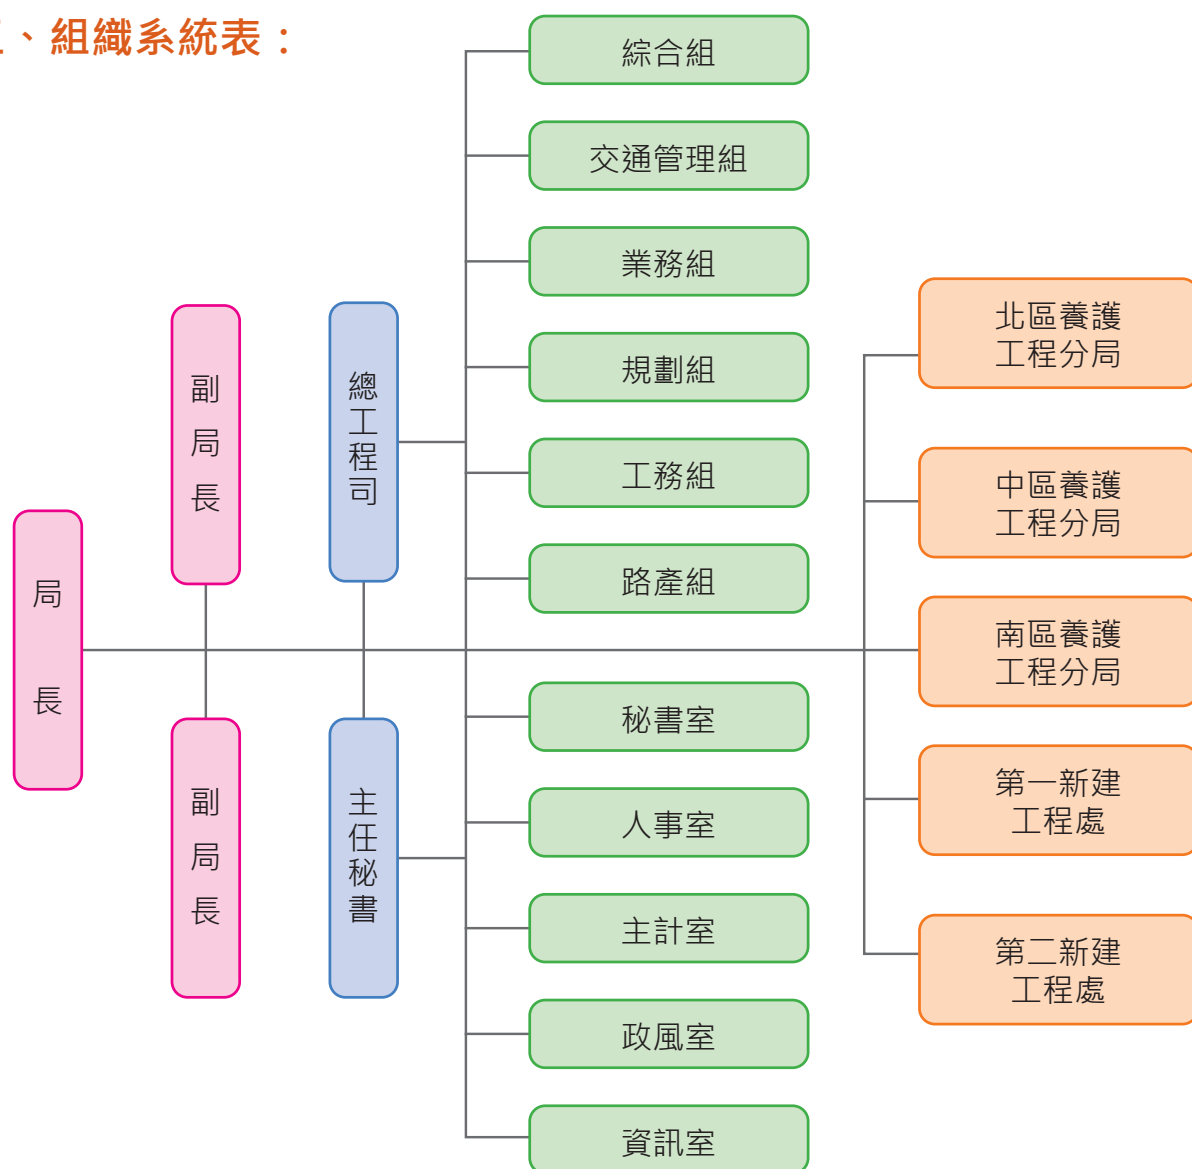 、組織系統表：
綜合組
交通管理組
業務組
規劃組
工務組
路產組
秘書室
人事室
主計室
政風室
資訊室
局長
副局長
副局長
總工程司
主任秘書
北區養護
工程分局
中區養護
工程分局
南區養護
工程分局
第一新建
工程處
第二新建
工程處